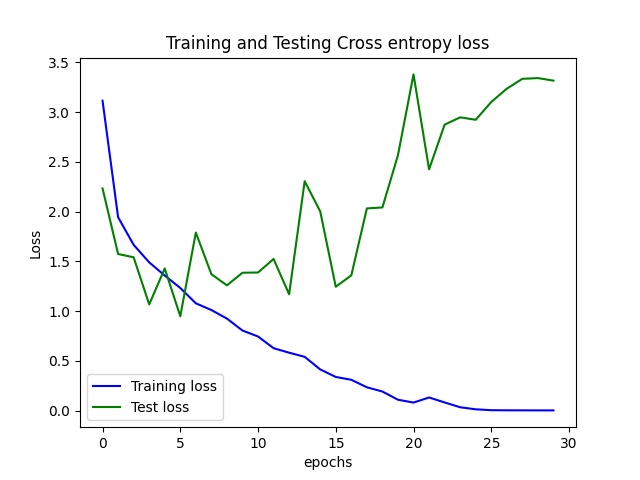 Training and Testing Cross entropy loss
3.5
3.0
2.5
2.0
1.5
1.0
0.5
0.0
Loss
Training loss
Test loss
0 5 10 15 20 25 30
epochs